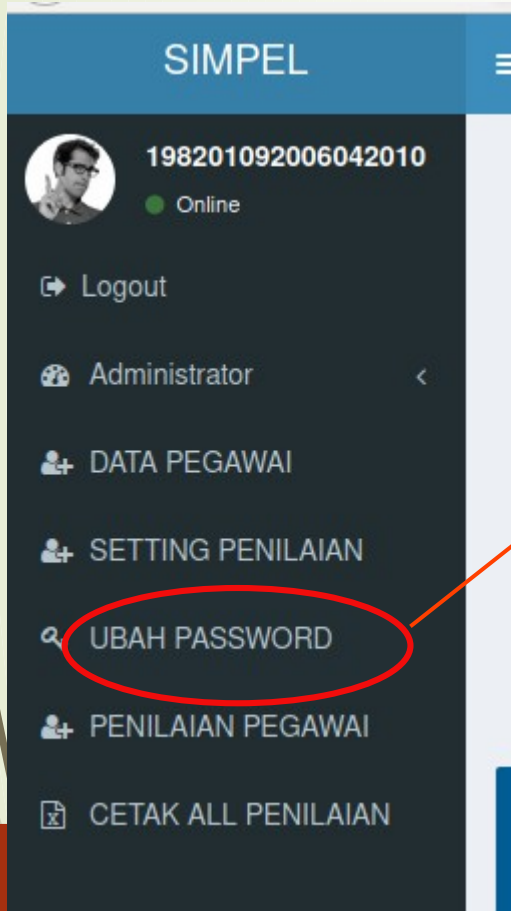 SIMPEL
198201092006042010
Online
Logout
Administrator
DATA PEGAWAI
SETTING PENILAIAN
UBAH PASSWORD
PENILAIAN PEGAWAI
CETAK ALL PENILAIAN